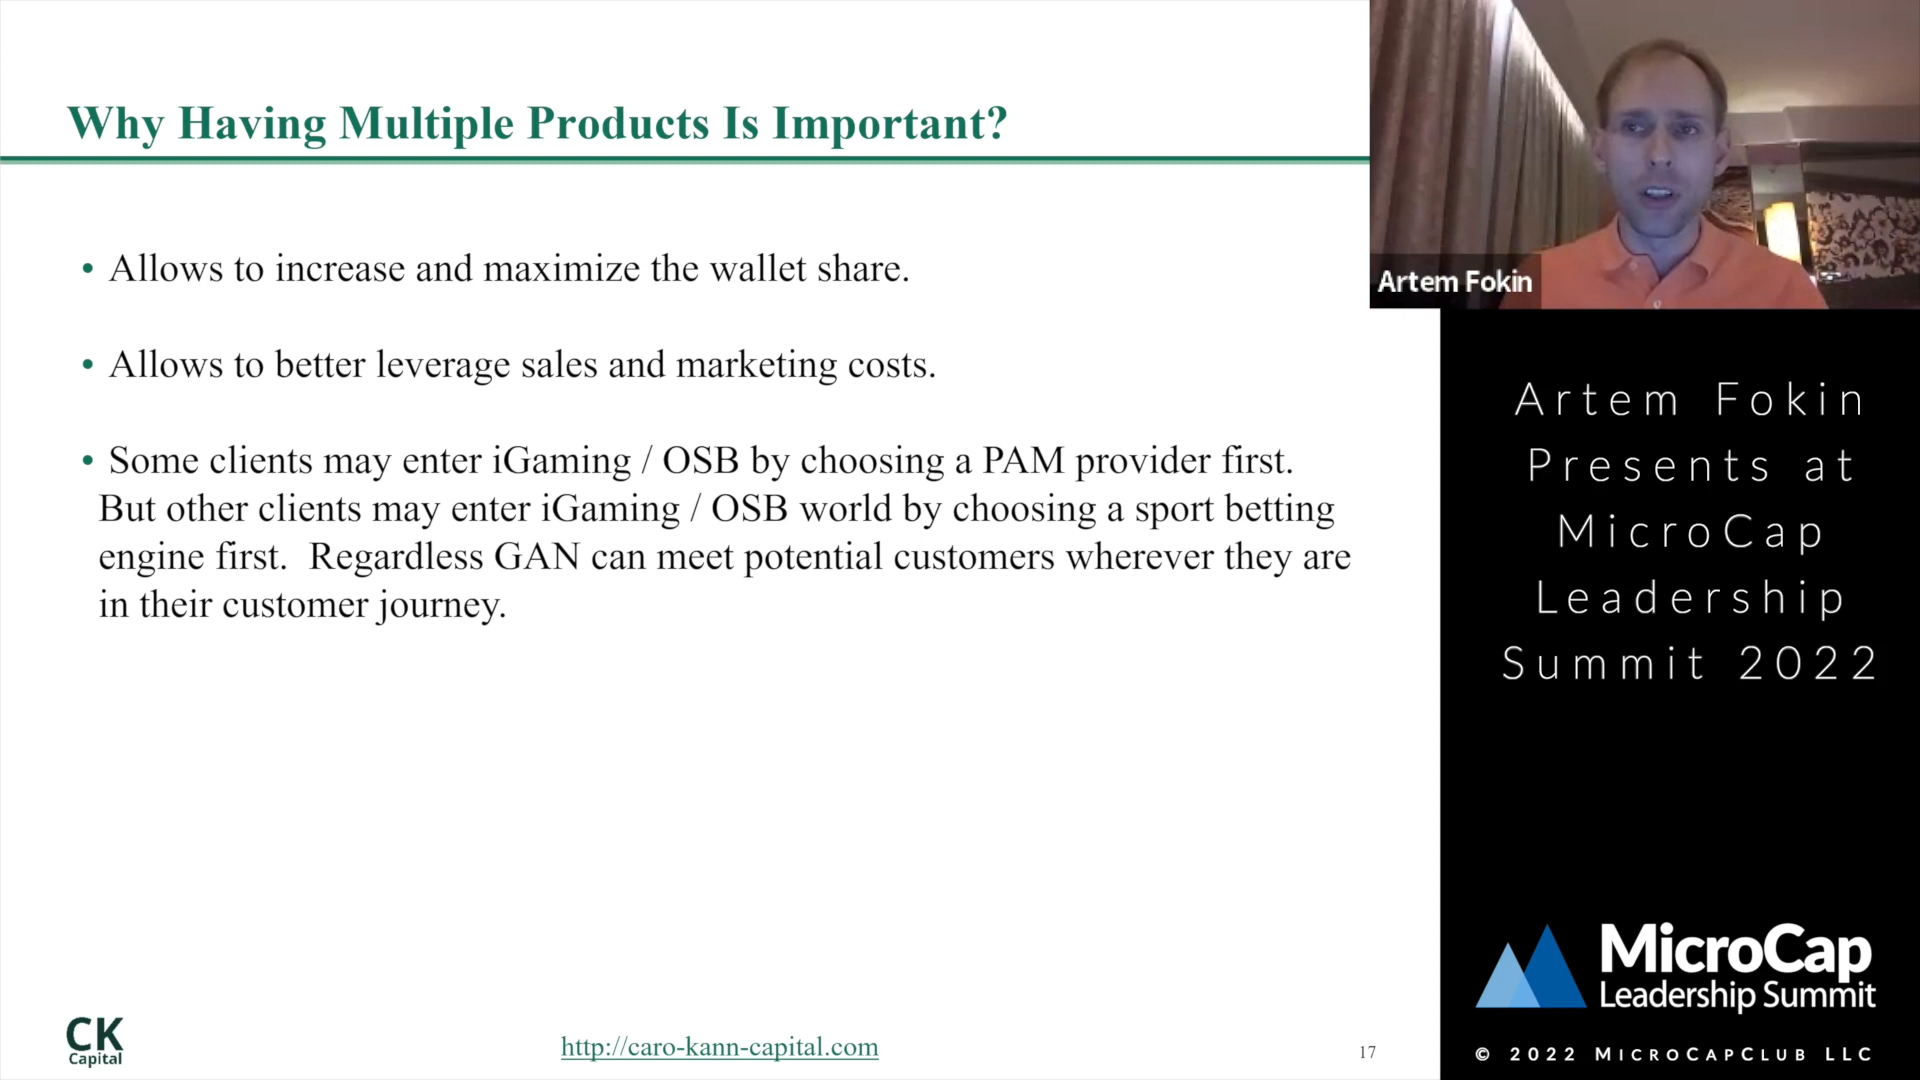 Why Having Multiple Products Is Important?
• Allows to increase and maximize the wallet share.
• Allows to better leverage sales and marketing costs.
• Some clients may enter iGaming / OSB by choosing a PAM provider first.
But other clients may enter iGaming / OSB world by choosing a sport betting
engine first.  Regardless GAN can meet potential customers wherever they are
in their customer journey.
CK
Capital
http://caro-kann-capital.com
17
Artem Fokin
Artem Fokin
Presents at
MicroCap
Leadership
Summit 2022
MicroCap
Leadership Summit
© 2022 MicroCapClub LLC